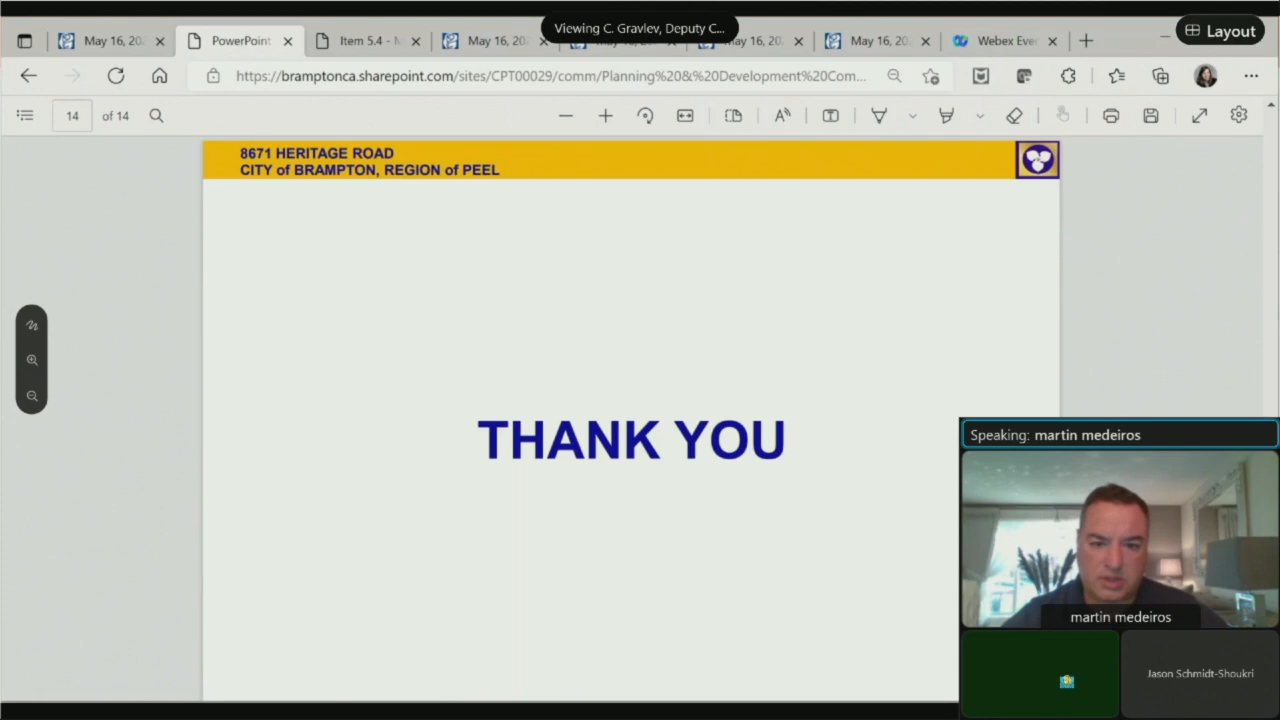 Viewing C. Gravlev, Deputy C...
Layout
May 16, 20
PowerPoint
Item 5.4 -
May 16, 202
May 16, 20
May 16, 202
Webex Eve
https://bramptonca.sharepoint.com/sites/CPT00029/comm/Planning%20&%20Development%20Com...
14 of 14
8671 HERITAGE ROAD
CITY of BRAMPTON, REGION of PEEL
THANK YOU
Speaking: martin medeiros
martin medeiros
Jason Schmidt-Shoukri